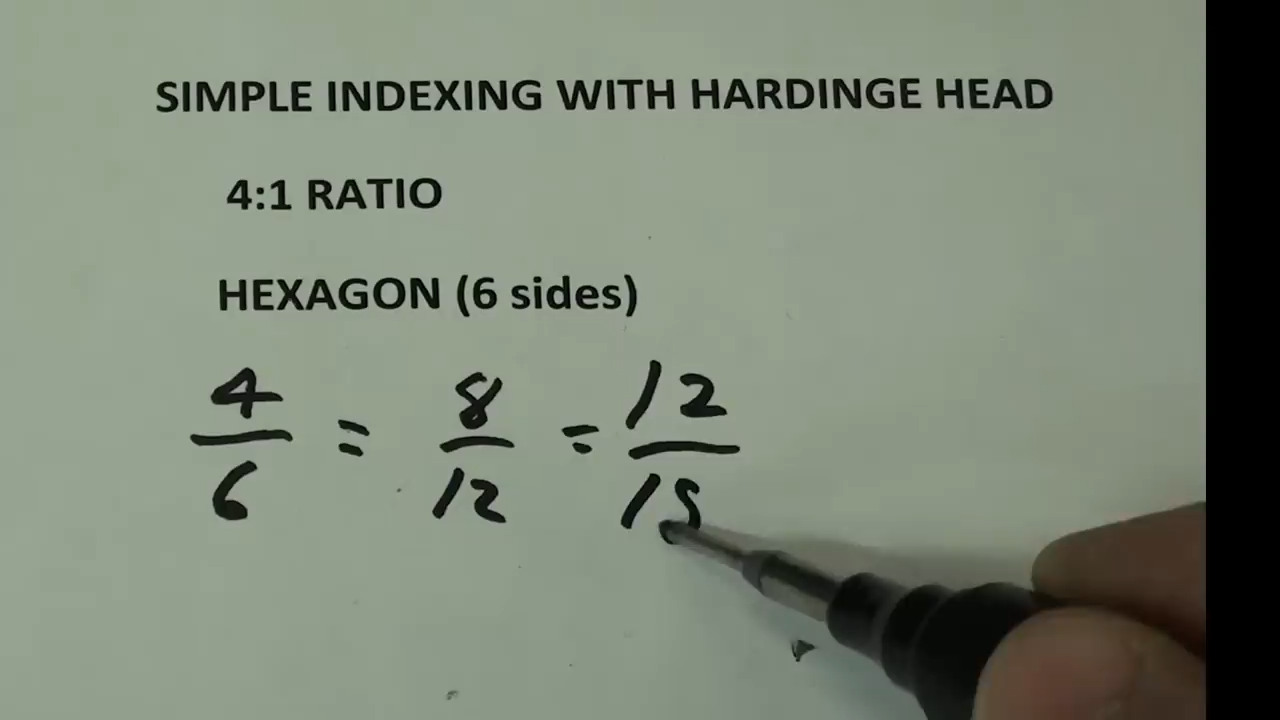 SIMPLE INDEXING WITH HARDINGE HEAD
4:1 RATIO
HEXAGON (6 sides)
4/6 = 8/12 = 12/18